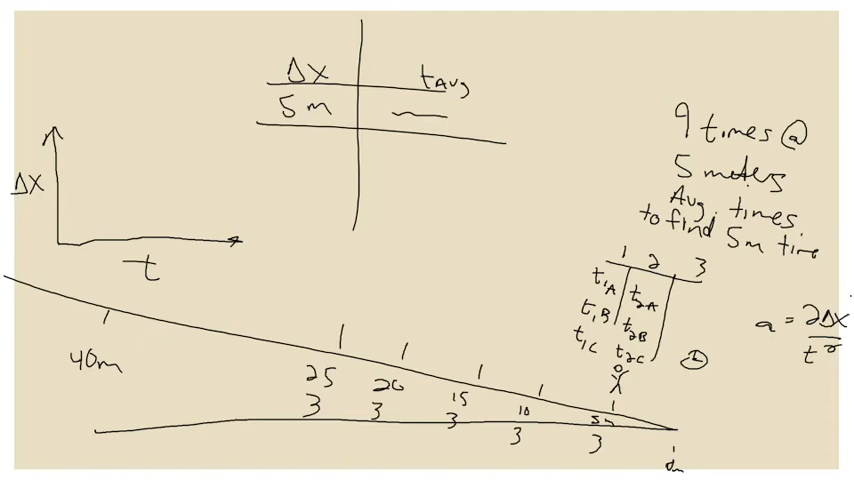 ΔX tAvg
5m
ΔX
t
9 times @
5 meters
Avg. times
to find
5m time
1 2 3
t1A t2A
t1B t2B
t1C t2C
a = 2Δx
t²
40m
25 20 15 10 5m
3 3 3 3 3